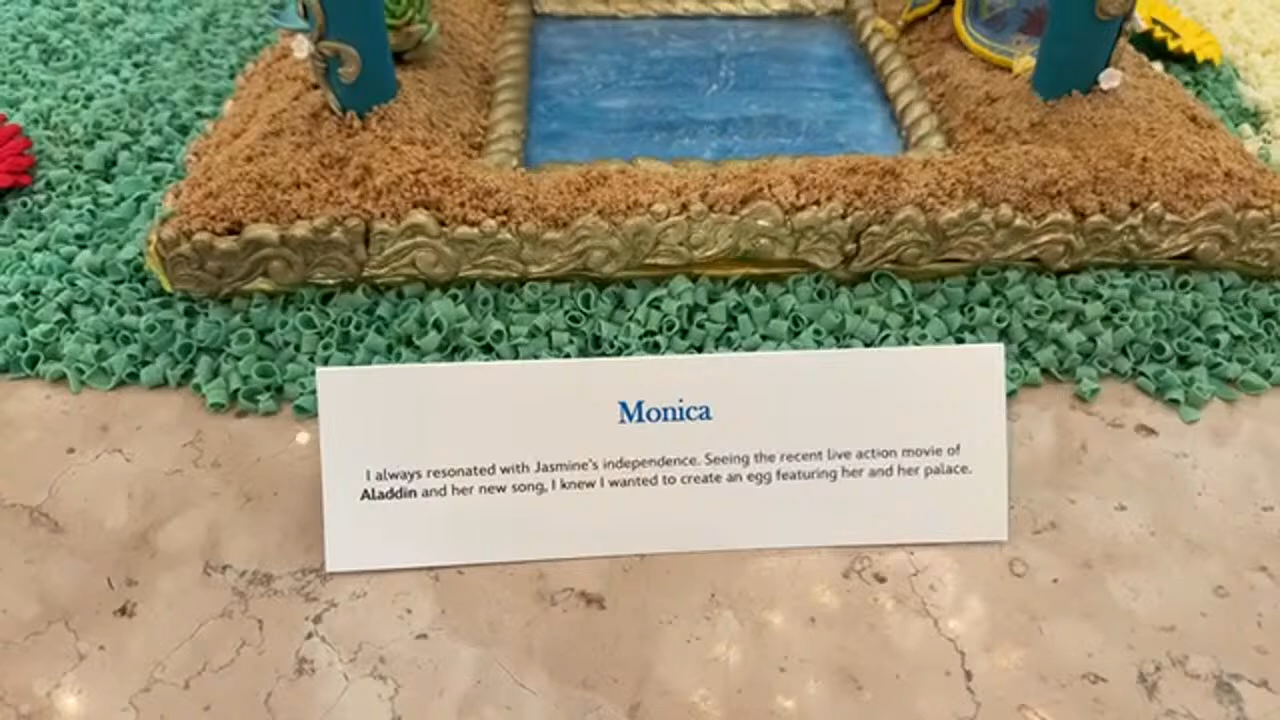 Monica
I always resonated with Jasmine's independence. Seeing the recent live action movie of
Aladdin and her new song, I knew I wanted to create an egg featuring her and her palace.